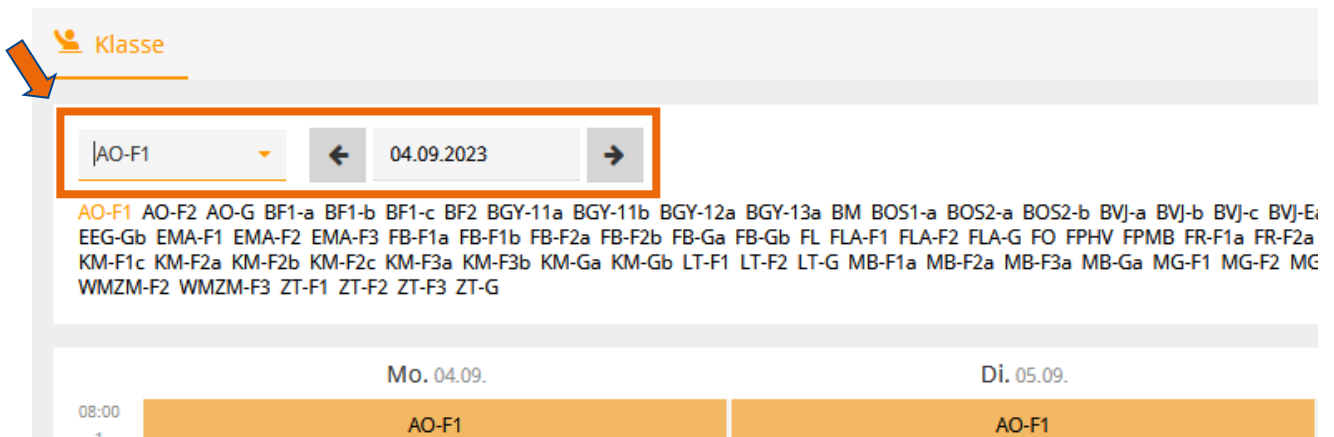 Klasse
AO-F1 04.09.2023
AO-F1 AO-F2 AO-G BF1-a BF1-b BF1-c BF2 BGY-11a BGY-11b BGY-12a BGY-13a BM BOS1-a BOS2-a BOS2-b BVJ-a BVJ-b BVJ-c BVJ-Ea
EEG-Gb EMA-F1 EMA-F2 EMA-F3 FB-F1a FB-F1b FB-F2a FB-F2b FB-Ga FB-Gb FL FLA-F1 FLA-F2 FLA-G FO FPHV FPMB FR-F1a FR-F2a
KM-F1c KM-F2a KM-F2b KM-F2c KM-F3a KM-F3b KM-Ga KM-Gb LT-F1 LT-F2 LT-G MB-F1a MB-F2a MB-F3a MB-Ga MG-F1 MG-F2 MG
WMZM-F2 WMZM-F3 ZT-F1 ZT-F2 ZT-F3 ZT-G
Mo. 04.09. Di. 05.09.
08:00 AO-F1 AO-F1